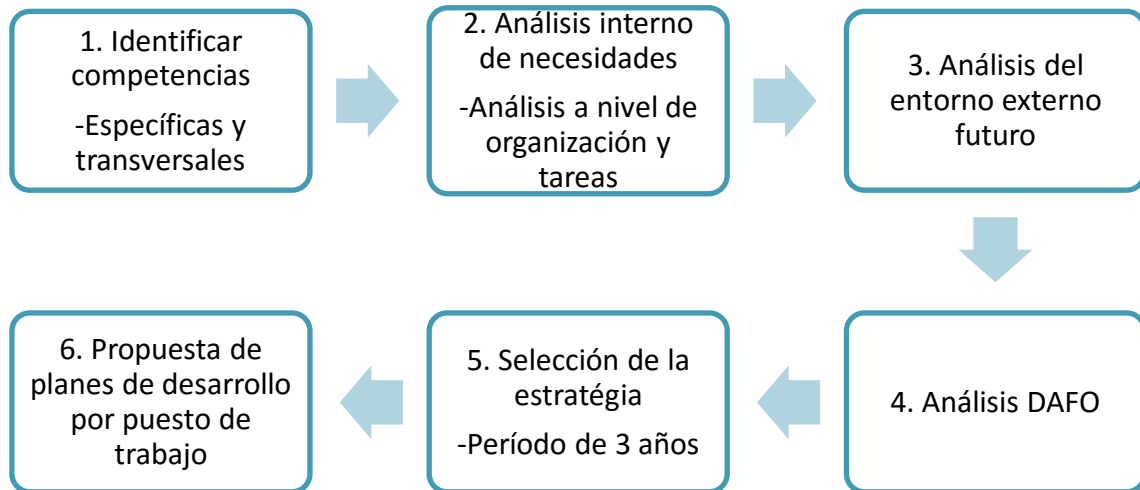 1. Identificar
competencias
-Específicas y
transversales
2. Análisis interno
de necesidades
-Análisis a nivel de
organización y
tareas
3. Análisis del
entorno externo
futuro
4. Análisis DAFO
5. Selección de la
estratégia
-Período de 3 años
6. Propuesta de
planes de desarrollo
por puesto de
trabajo